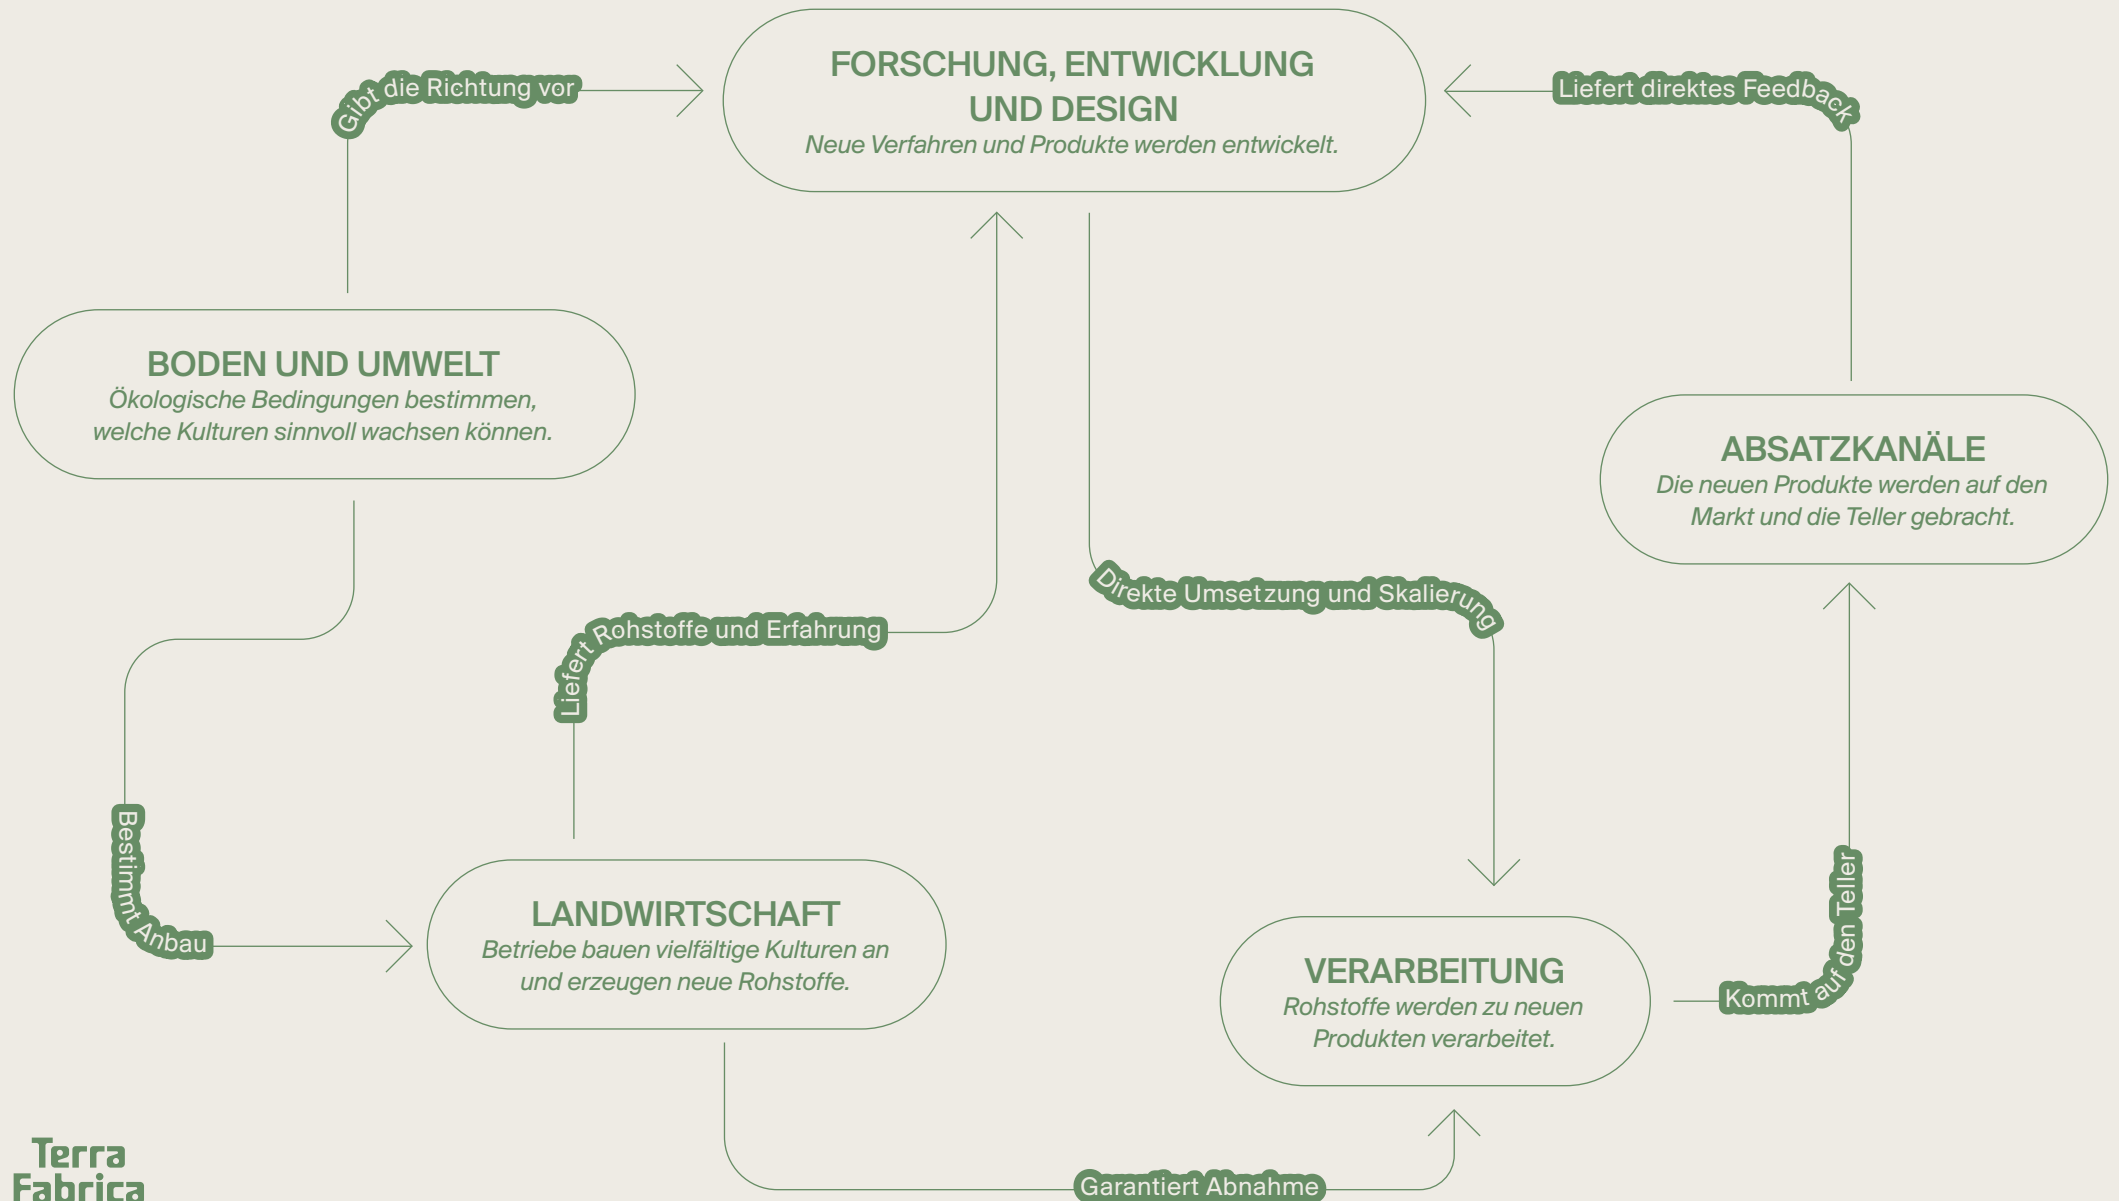 FORSCHUNG, ENTWICKLUNG
UND DESIGN
Neue Verfahren und Produkte werden entwickelt.
Gibt die Richtung vor
Liefert direktes Feedback
BODEN UND UMWELT
Ökologische Bedingungen bestimmen,
welche Kulturen sinnvoll wachsen können.
ABSATZKANÄLE
Die neuen Produkte werden auf den
Markt und die Teller gebracht.
Liefert Rohstoffe und Erfahrung
Direkte Umsetzung und Skalierung
Bestimmt Anbau
LANDWIRTSCHAFT
Betriebe bauen vielfältige Kulturen an
und erzeugen neue Rohstoffe.
VERARBEITUNG
Rohstoffe werden zu neuen
Produkten verarbeitet.
Kommt auf den Teller
Garantiert Abnahme
Terra
Fabrica